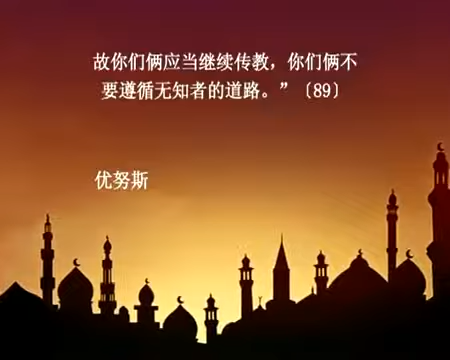 故你们俩应当继续传教，你们俩不
要遵循无知者的道路。”〔89〕
优努斯